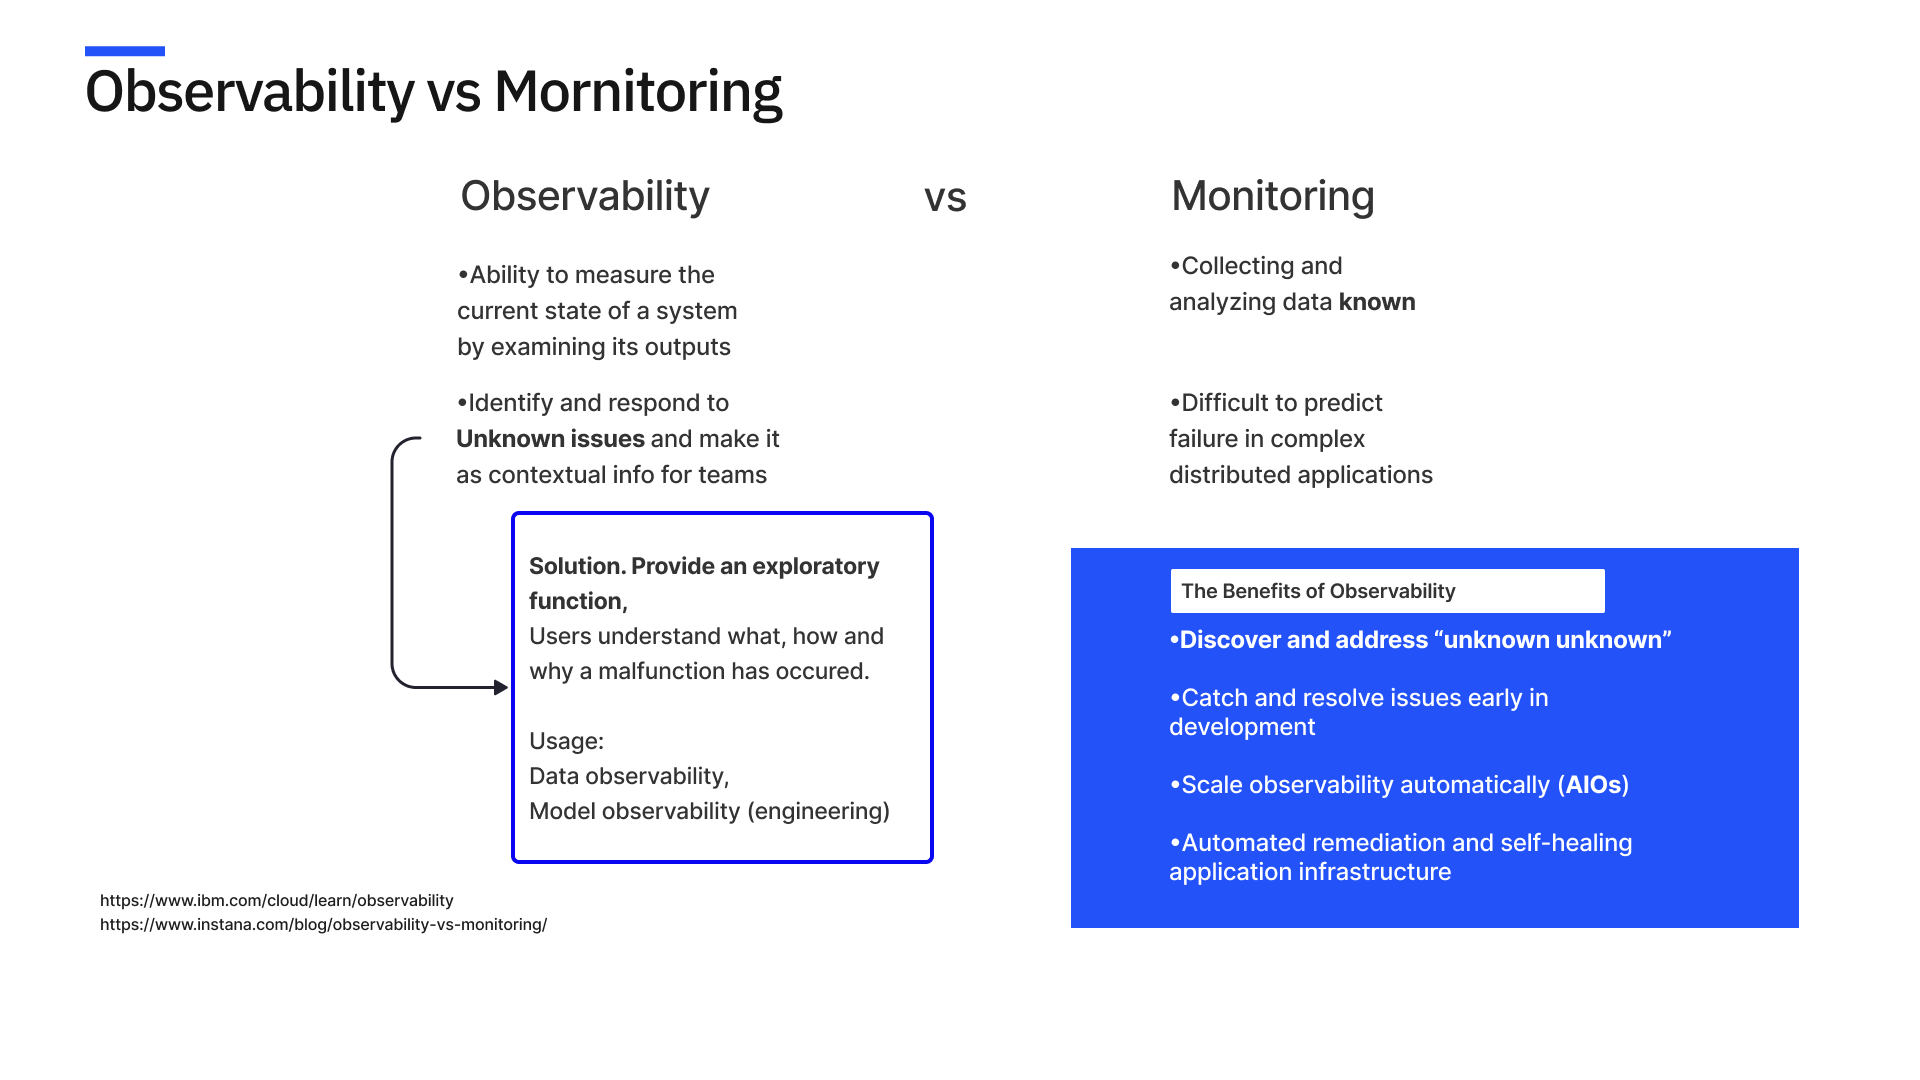 Observability vs Mornitoring
Observability
vs
Monitoring
•Ability to measure the
current state of a system
by examining its outputs
•Identify and respond to
Unknown issues and make it
as contextual info for teams
Solution. Provide an exploratory
function,
Users understand what, how and
why a malfunction has occured.
Usage:
Data observability,
Model observability (engineering)
•Collecting and
analyzing data known
•Difficult to predict
failure in complex
distributed applications
The Benefits of Observability
•Discover and address “unknown unknown”
•Catch and resolve issues early in
development
•Scale observability automatically (AIOs)
•Automated remediation and self-healing
application infrastructure
https://www.ibm.com/cloud/learn/observability
https://www.instana.com/blog/observability-vs-monitoring/